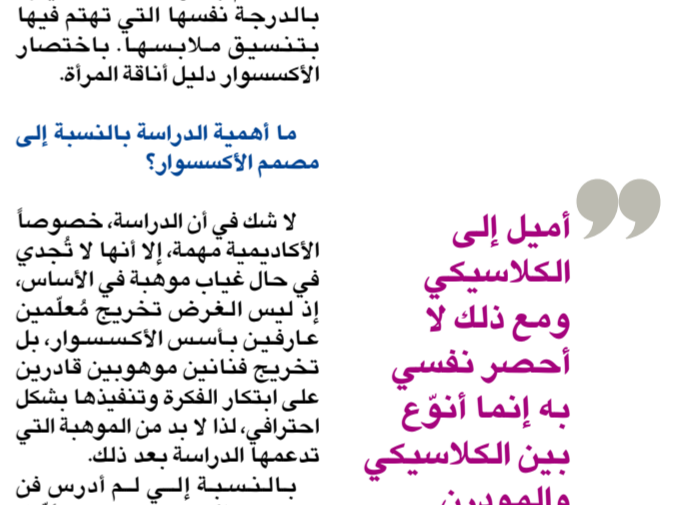 بالدرجة نفسها التي تهتم فيها
بتنسيق ملابسها. باختصار
الأكسسوار دليل أناقة المرأة.
ما أهمية الدراسة بالنسبة إلى
مصمم الأكسسوار؟
لا شك في أن الدراسة، خصوصاً
الأكاديمية مهمة، إلا أنها لا تُجدي
في حال غياب موهبة في الأساس،
إذ ليس الغرض تخريج مُعلّمين
عارفين بأسس الأكسسوار، بل
تخريج فنانين موهوبين قادرين
على ابتكار الفكرة وتنفيذها بشكل
احترافي، لذا لا بد من الموهبة التي
تدعمها الدراسة بعد ذلك.
بالنسبة إلي لم أدرس فن
أميل إلى
الكلاسيكي
ومع ذلك لا
أحصر نفسي
به إنما أنوّع
بين الكلاسيكي
والمودرن